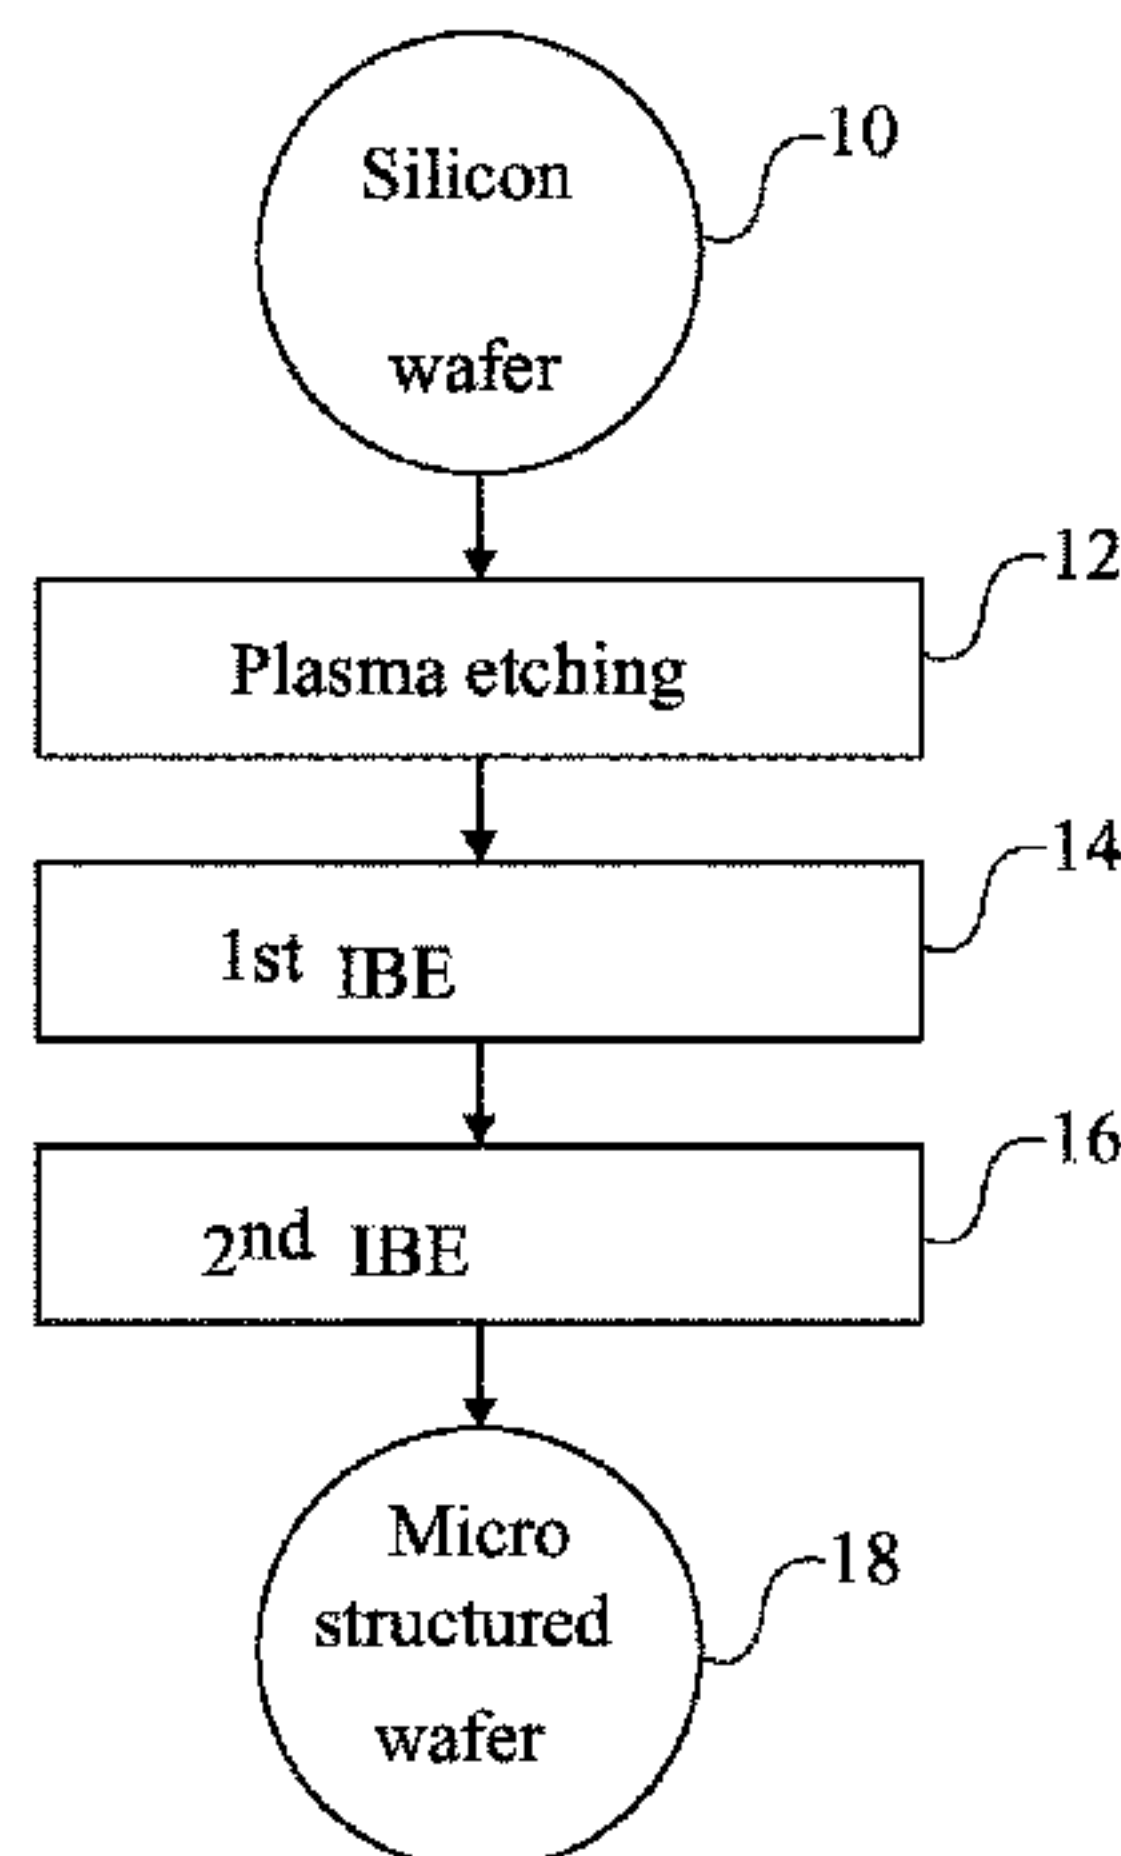 Silicon
10
wafer
12
Plasma etching
14
1st IBE
16
2nd IBE
Micro
18
structured
wafer